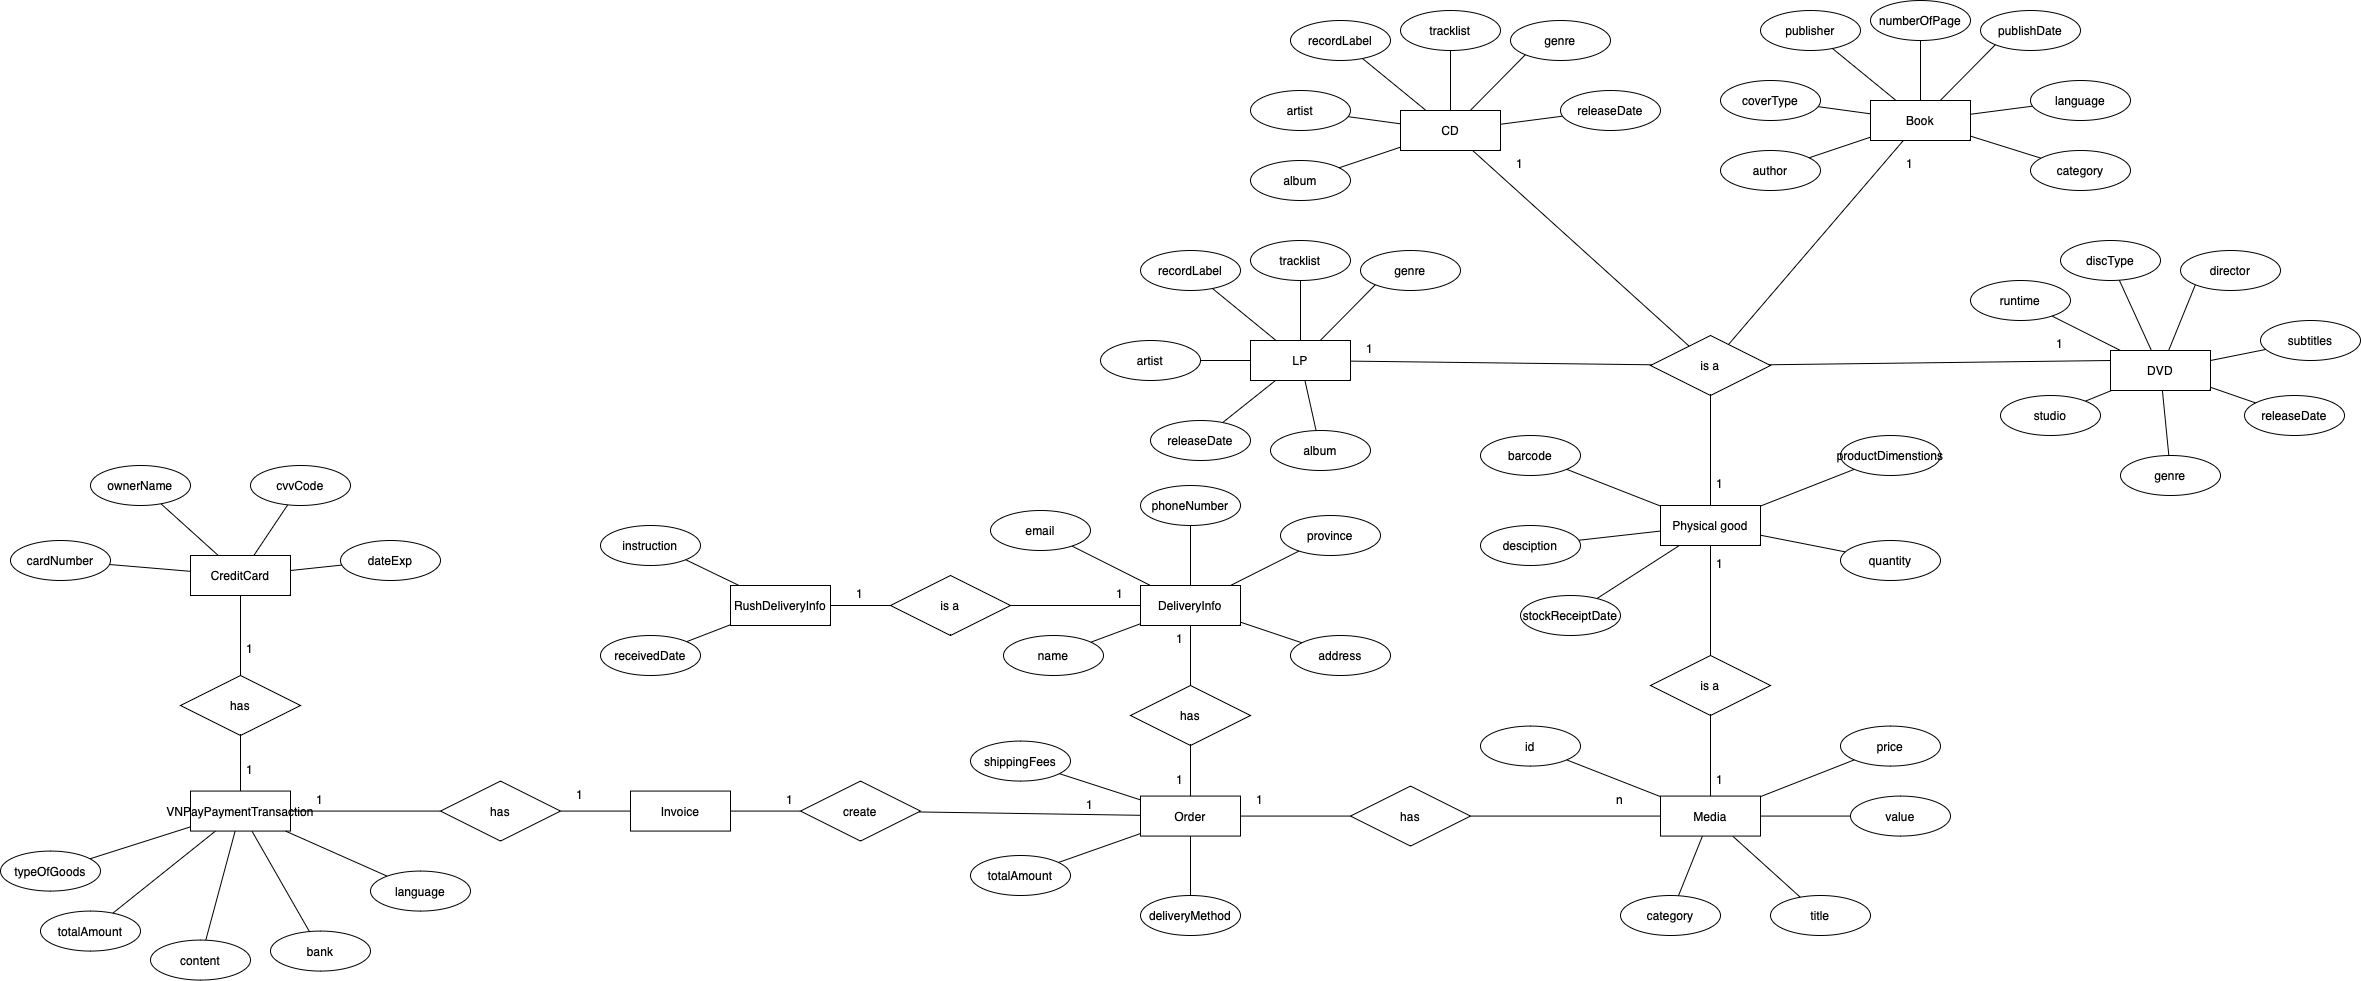 numberOfPage
recordLabel
tracklist
genre
publisher
publishDate
artist
releaseDate
coverType
language
CD
Book
1
1
album
author
category
recordLabel
tracklist
genre
discType
director
runtime
subtitles
1
1
artist
LP
is a
DVD
studio
releaseDate
releaseDate
album
barcode
productDimenstions
genre
1
ownerName
cvvCode
phoneNumber
Physical good
cardNumber
dateExp
email
province
desciption
quantity
CreditCard
instruction
1
1
1
RushDeliveryInfo
is a
DeliveryInfo
stockReceiptDate
1
1
receivedDate
name
address
has
has
is a
id
price
shippingFees
1
1
1
1
1
1
1
1
n
VNPayPaymentTransaction
has
Invoice
create
Order
has
Media
value
typeOfGoods
language
totalAmount
totalAmount
deliveryMethod
category
title
content
bank